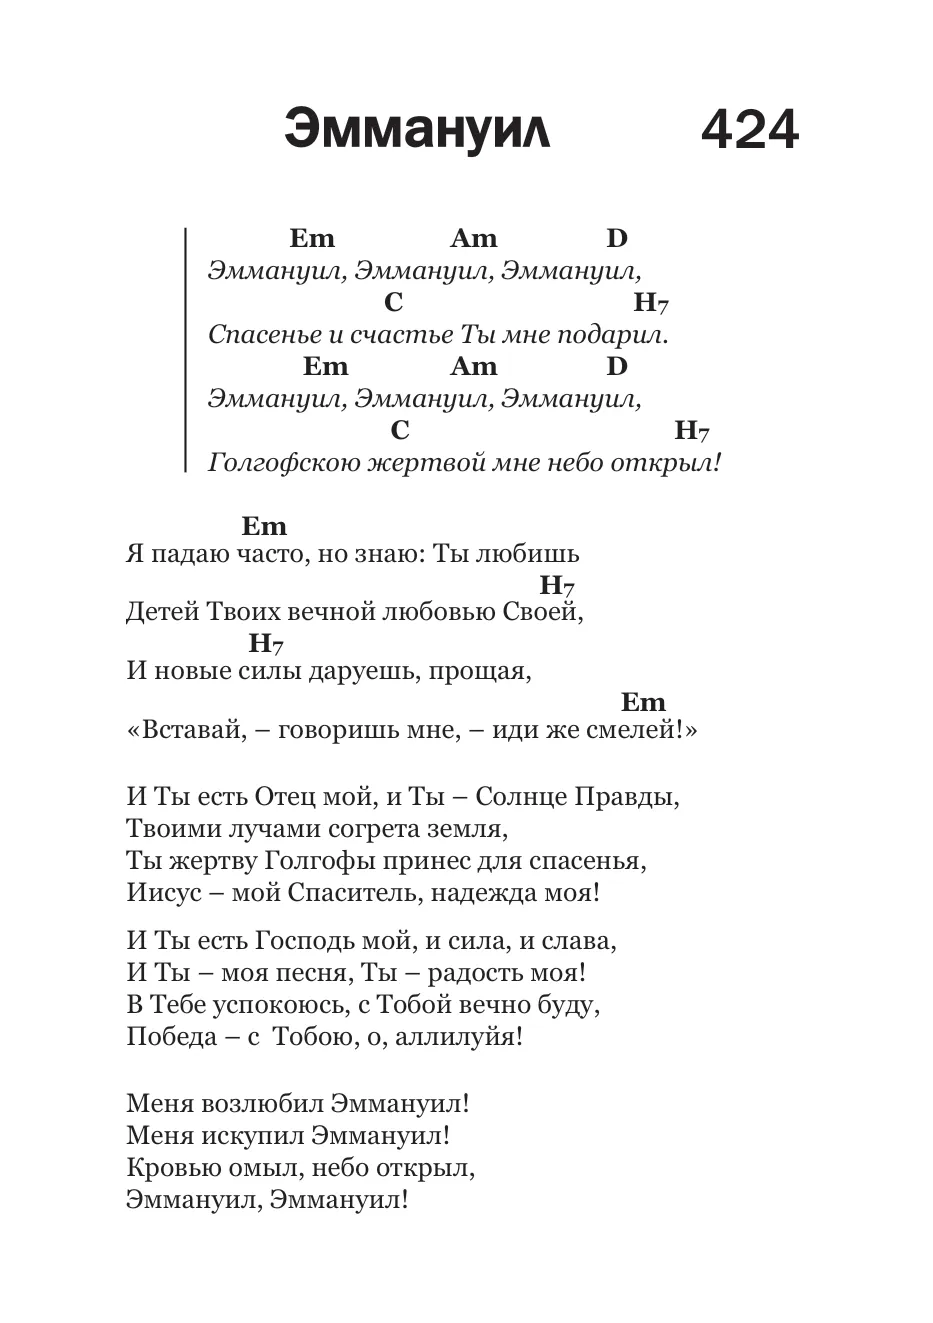 Эммануил 424
Em Am D
Эммануил, Эммануил, Эммануил,
C H7
Спасенье и счастье Ты мне подарил.
Em Am D
Эммануил, Эммануил, Эммануил,
C H7
Голгофскою жертвой мне небо открыл!
Em
Я падаю часто, но знаю: Ты любишь
H7
Детей Твоих вечной любовью Своей,
H7
И новые силы даруешь, прощая,
Em
«Вставай, – говоришь мне, – иди же смелей!»
И Ты есть Отец мой, и Ты – Солнце Правды,
Твоими лучами согрета земля,
Ты жертву Голгофы принес для спасенья,
Иисус – мой Спаситель, надежда моя!
И Ты есть Господь мой, и сила, и слава,
И Ты – моя песня, Ты – радость моя!
В Тебе успокоюсь, с Тобой вечно буду,
Победа – с  Тобою, о, аллилуйя!
Меня возлюбил Эммануил!
Меня искупил Эммануил!
Кровью омыл, небо открыл,
Эммануил, Эммануил!